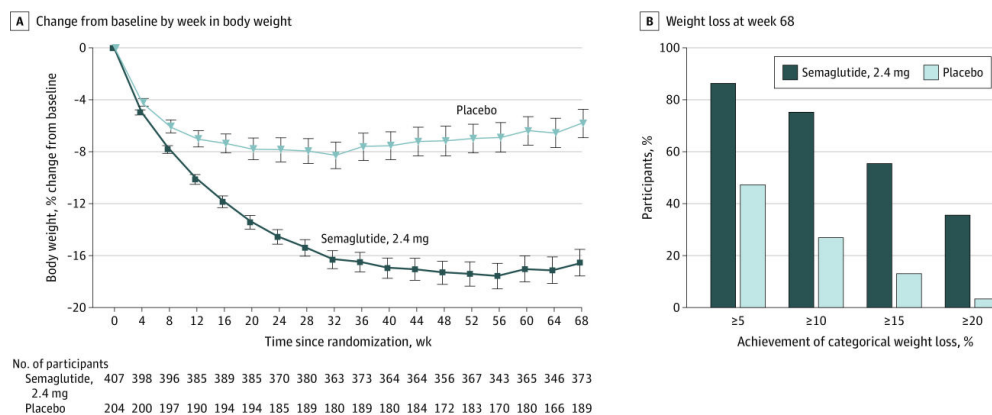 A Change from baseline by week in body weight
0
-4
-8
-12
-16
-20
Body weight, % change from baseline
Placebo
Semaglutide, 2.4 mg
0 4 8 12 16 20 24 28 32 36 40 44 48 52 56 60 64 68
Time since randomization, wk
No. of participants
Semaglutide, 407 398 396 385 389 385 370 380 363 373 364 364 356 367 343 365 346 373
2.4 mg
Placebo 204 200 197 190 194 194 185 189 180 189 180 184 172 183 170 180 166 189
B Weight loss at week 68
100
80
60
40
20
0
Participants, %
Semaglutide, 2.4 mg Placebo
≥5 ≥10 ≥15 ≥20
Achievement of categorical weight loss, %